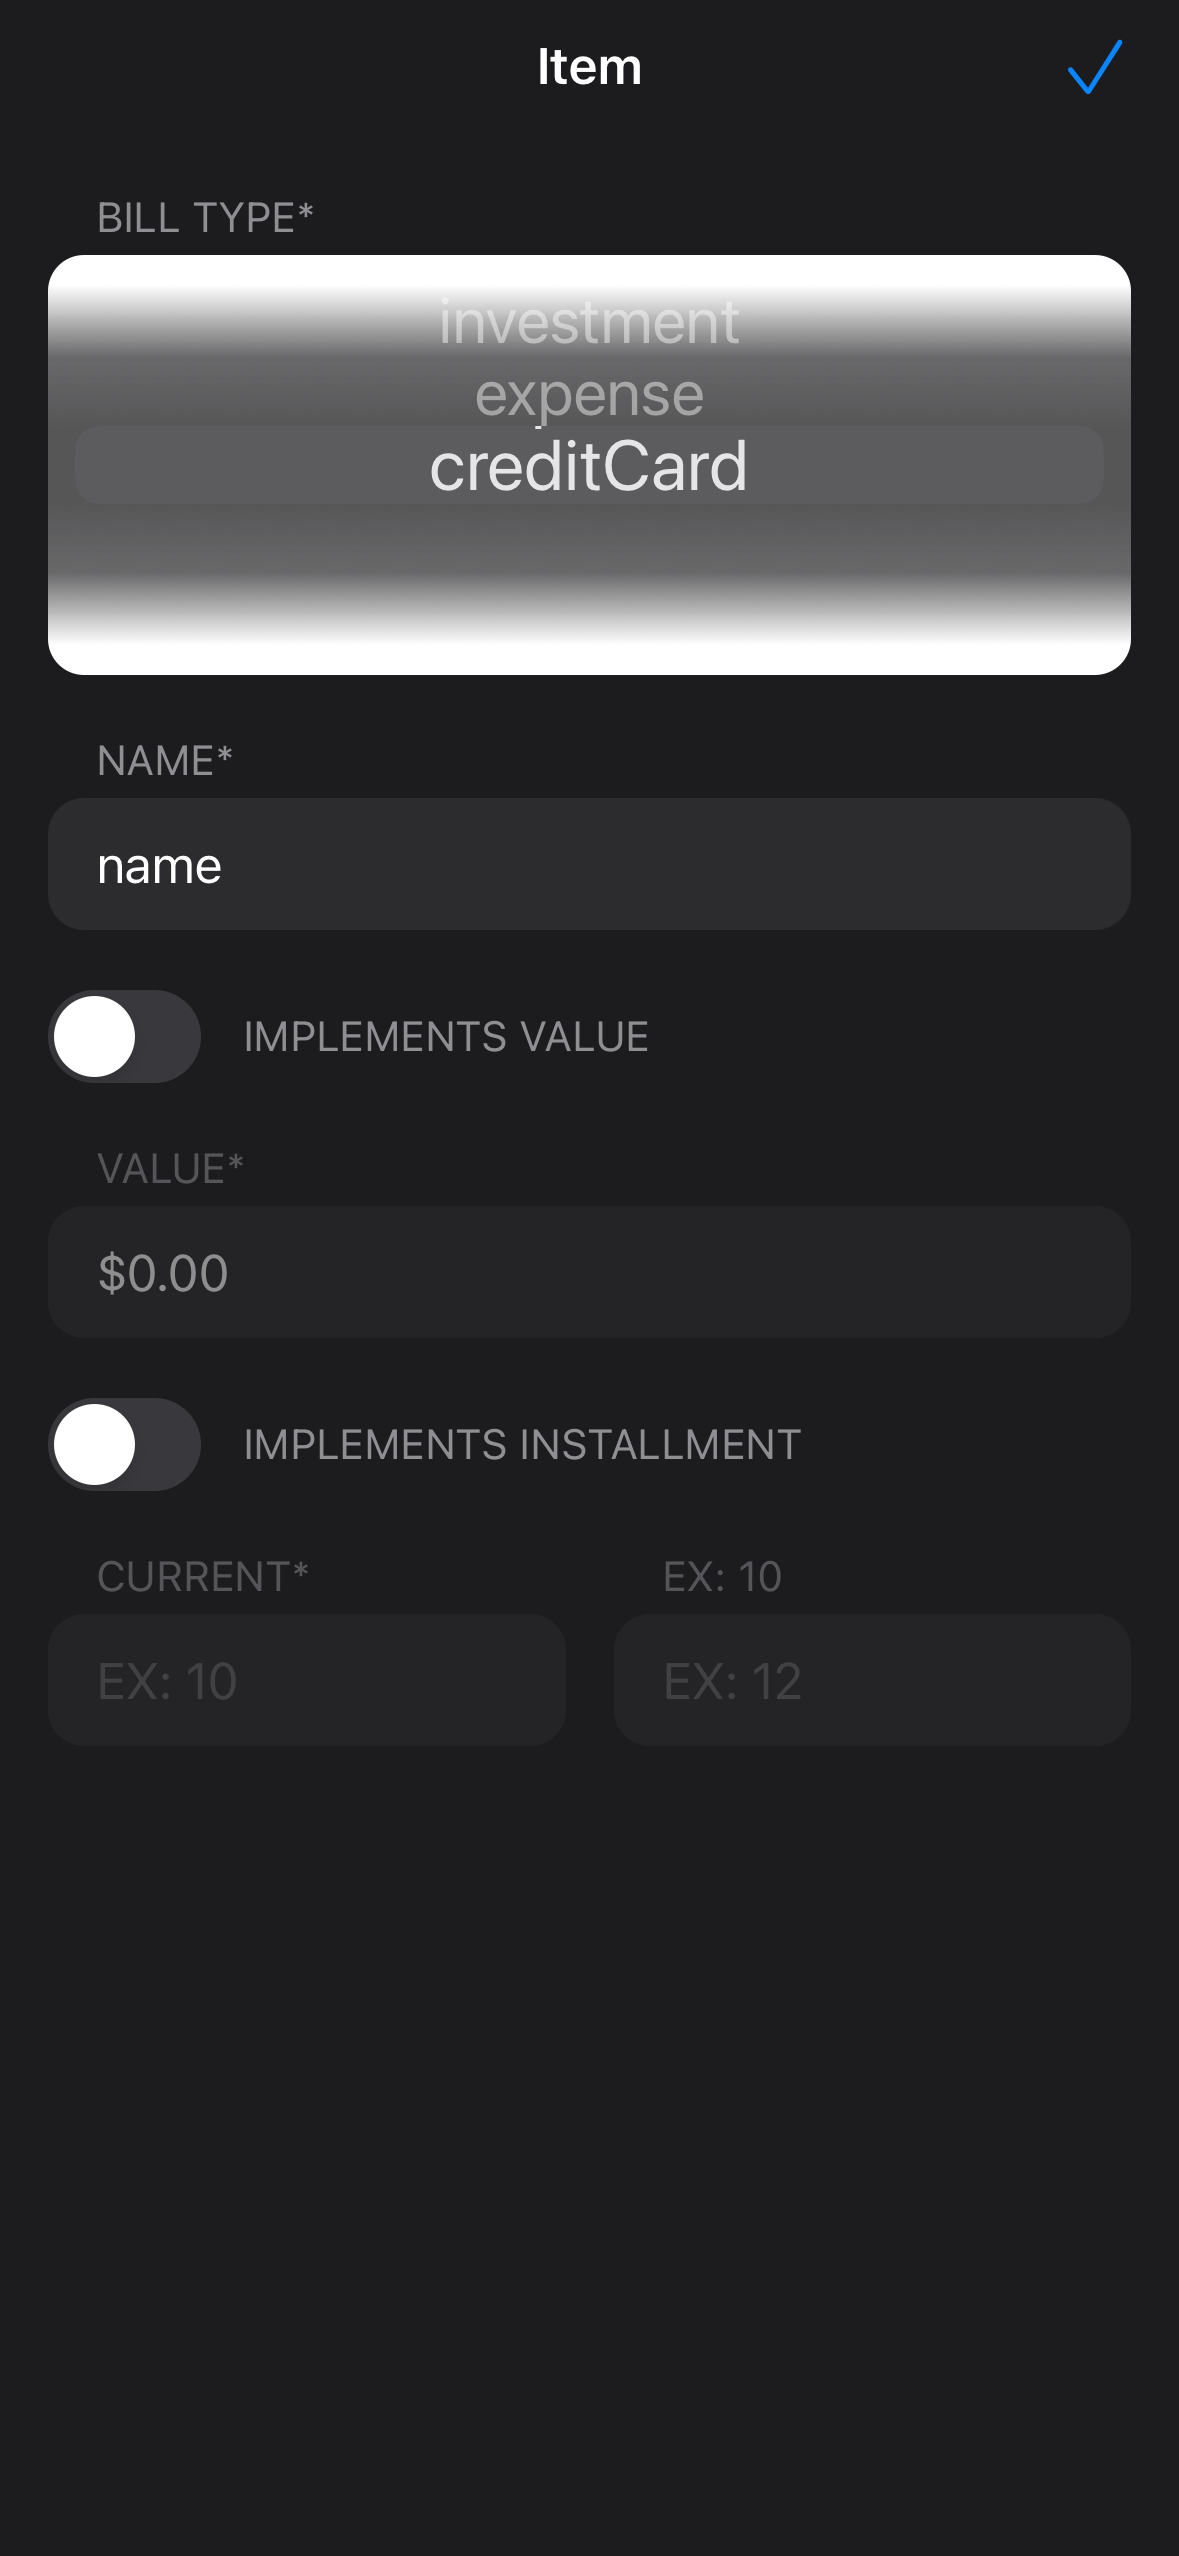 Item
BILL TYPE*
investment
expense
creditCard
NAME*
name
IMPLEMENTS VALUE
VALUE*
$0.00
IMPLEMENTS INSTALLMENT
CURRENT* EX: 10
EX: 10 EX: 12